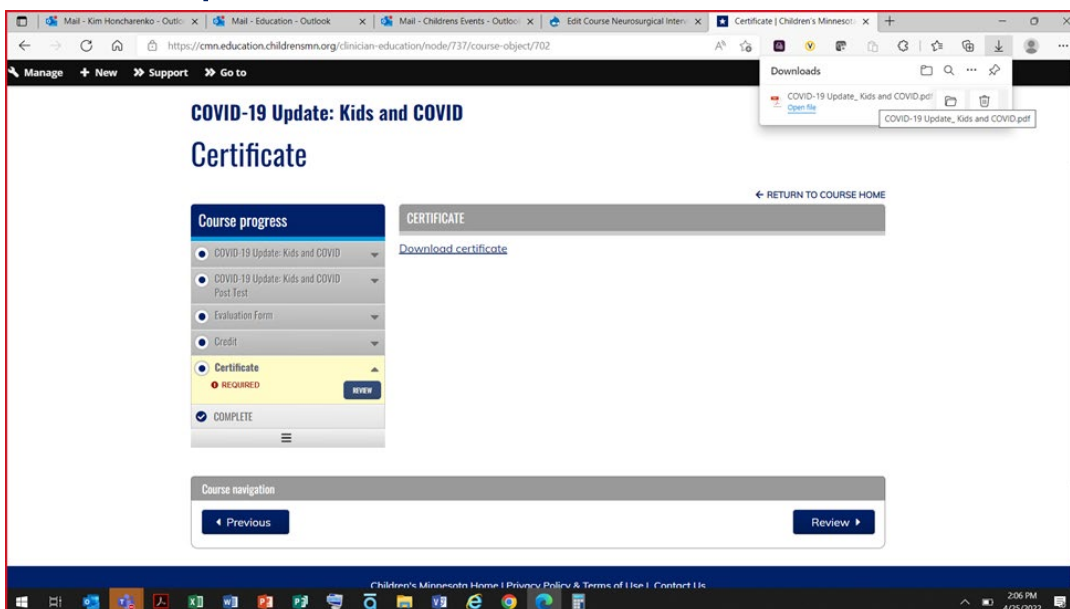 Mail - Kim Honcharenko - Outlo
Mail - Education - Outlook
Mail - Childrens Events - Outloo
Edit Course Neurosurgical Interv
Certificate | Children's Minnesota
https://cmn.education.childrensmn.org/clinician-education/node/737/course-object/702
Manage + New Support Go to
Downloads
COVID-19 Update_ Kids and COVID.pdf
Open file
COVID-19 Update_ Kids and COVID.pdf
COVID-19 Update: Kids and COVID
Certificate
← RETURN TO COURSE HOME
Course progress
COVID-19 Update: Kids and COVID
COVID-19 Update: Kids and COVID
Post Test
Evaluation Form
Credit
Certificate
REQUIRED
REVIEW
COMPLETE
CERTIFICATE
Download certificate
Course navigation
Previous
Review
Children's Minnesota Home | Privacy Policy & Terms of Use | Contact Us
2:06 PM
4/25/2022